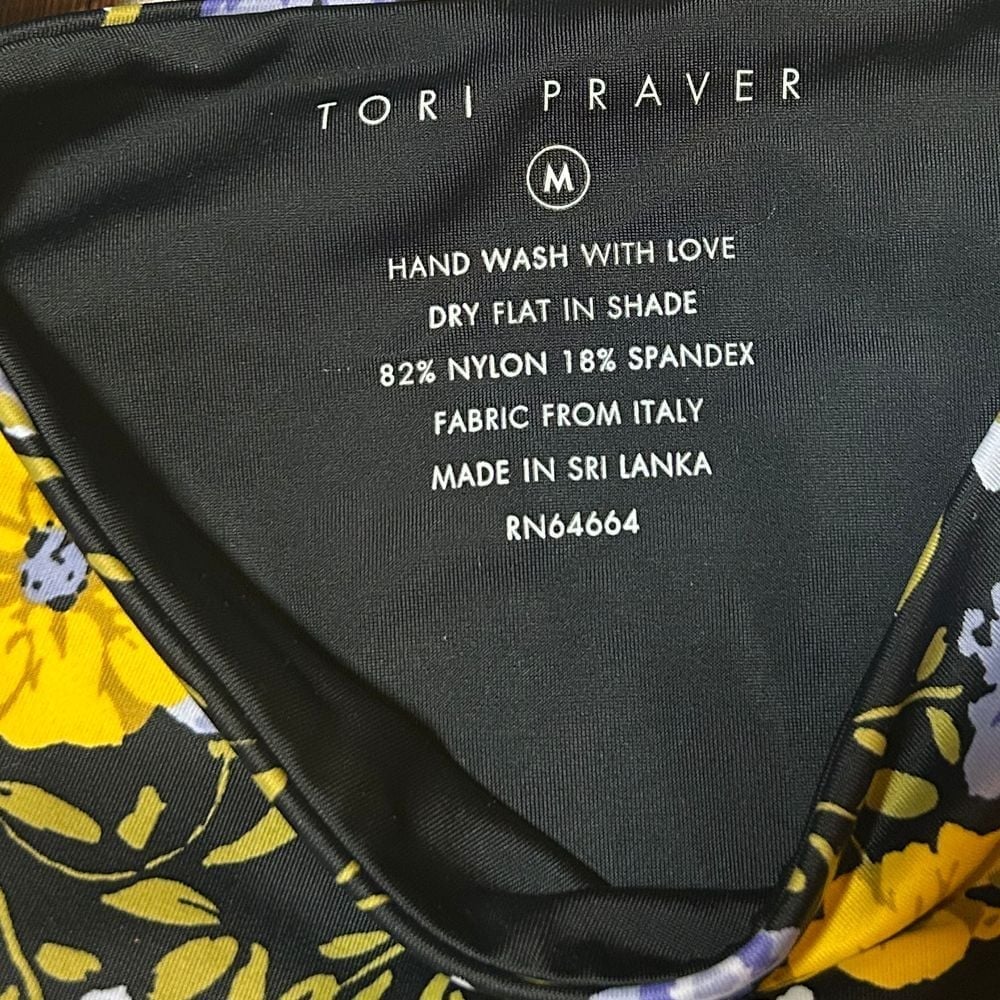 TORI PRAVER
M
HAND WASH WITH LOVE
DRY FLAT IN SHADE
82% NYLON 18% SPANDEX
FABRIC FROM ITALY
MADE IN SRI LANKA
RN64664